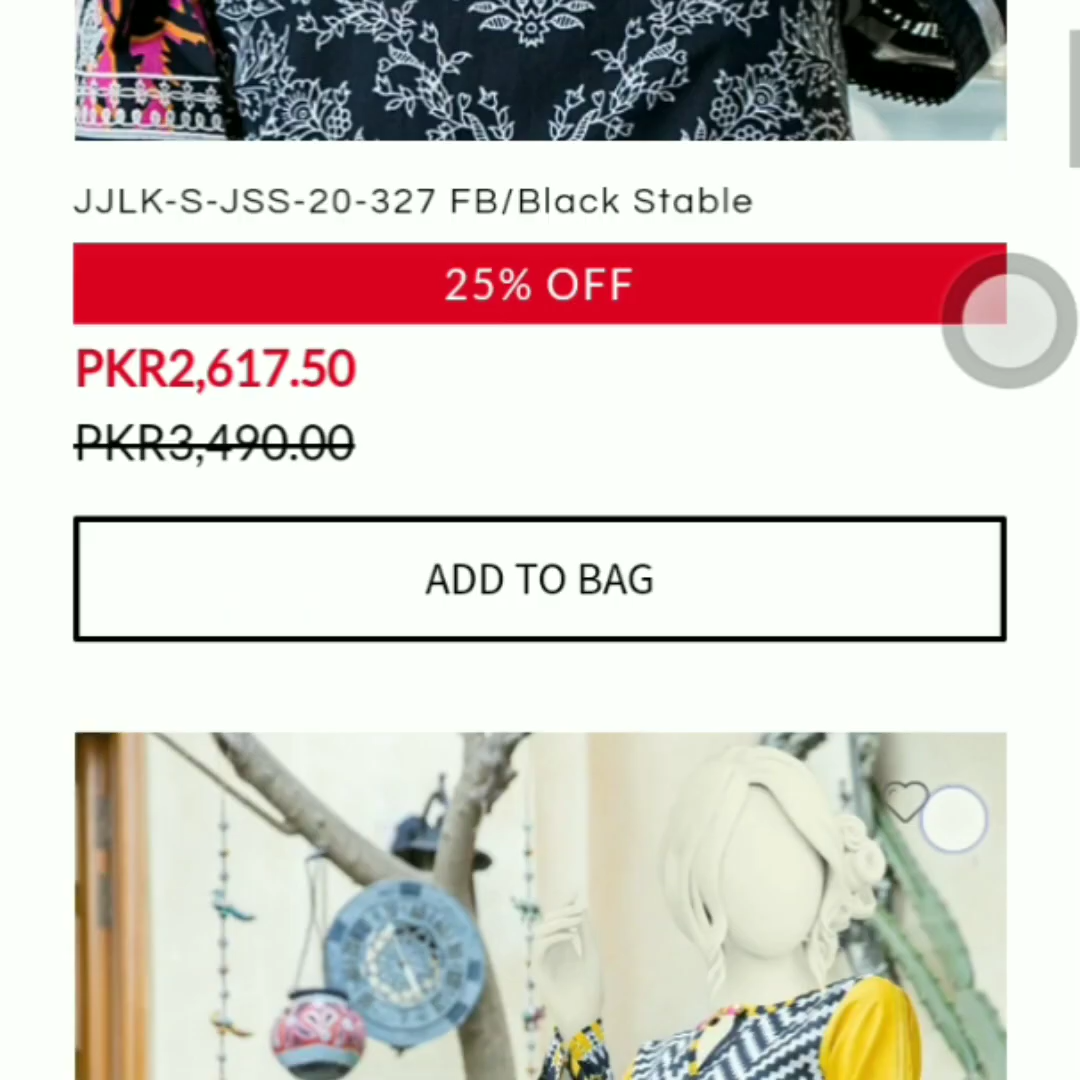 JJLK-S-JSS-20-327 FB/Black Stable
25% OFF
PKR2,617.50
PKR3,490.00
ADD TO BAG